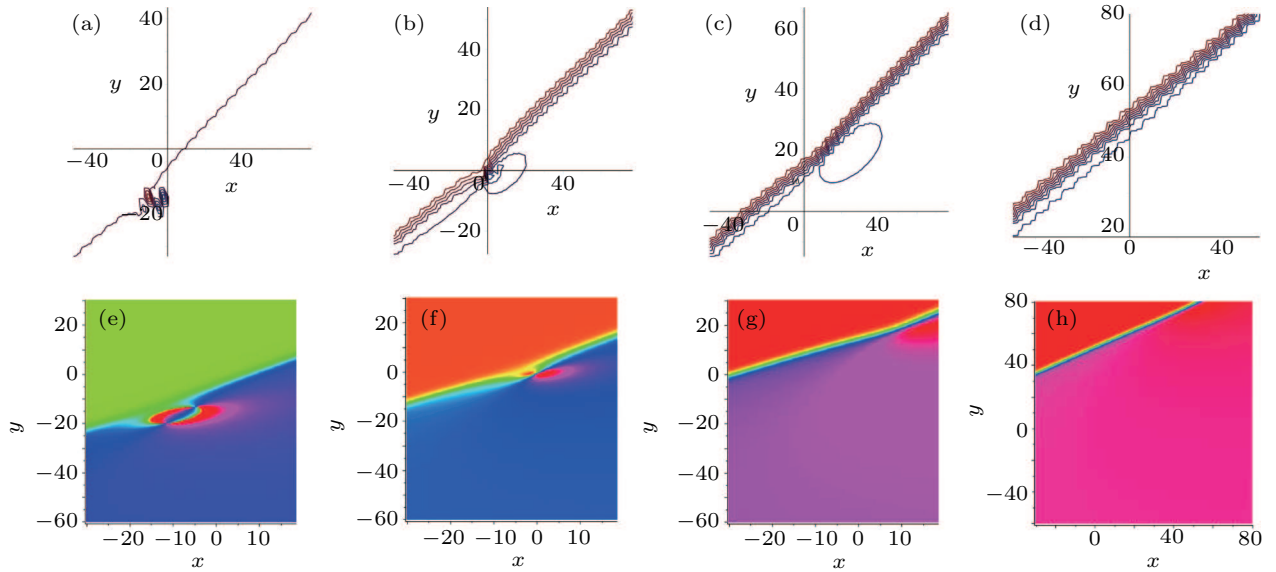 (a) (b) (c) (d)
40 40 60 80
y 20 y 20 y 40 y 60
−40 0 40 −40 0 40 20 40
x x −40 0 40 −40 0 40
20 −20 x 20 x
(e) (f) (g) (h)
20 20 20 80
0 0 0 40
−20 −20 −20 0
−40 −40 −40 −40
−60 −60 −60
y y y y
−20 −10 0 10 −20 −10 0 10 −20 −10 0 10 0 40 80
x x x x